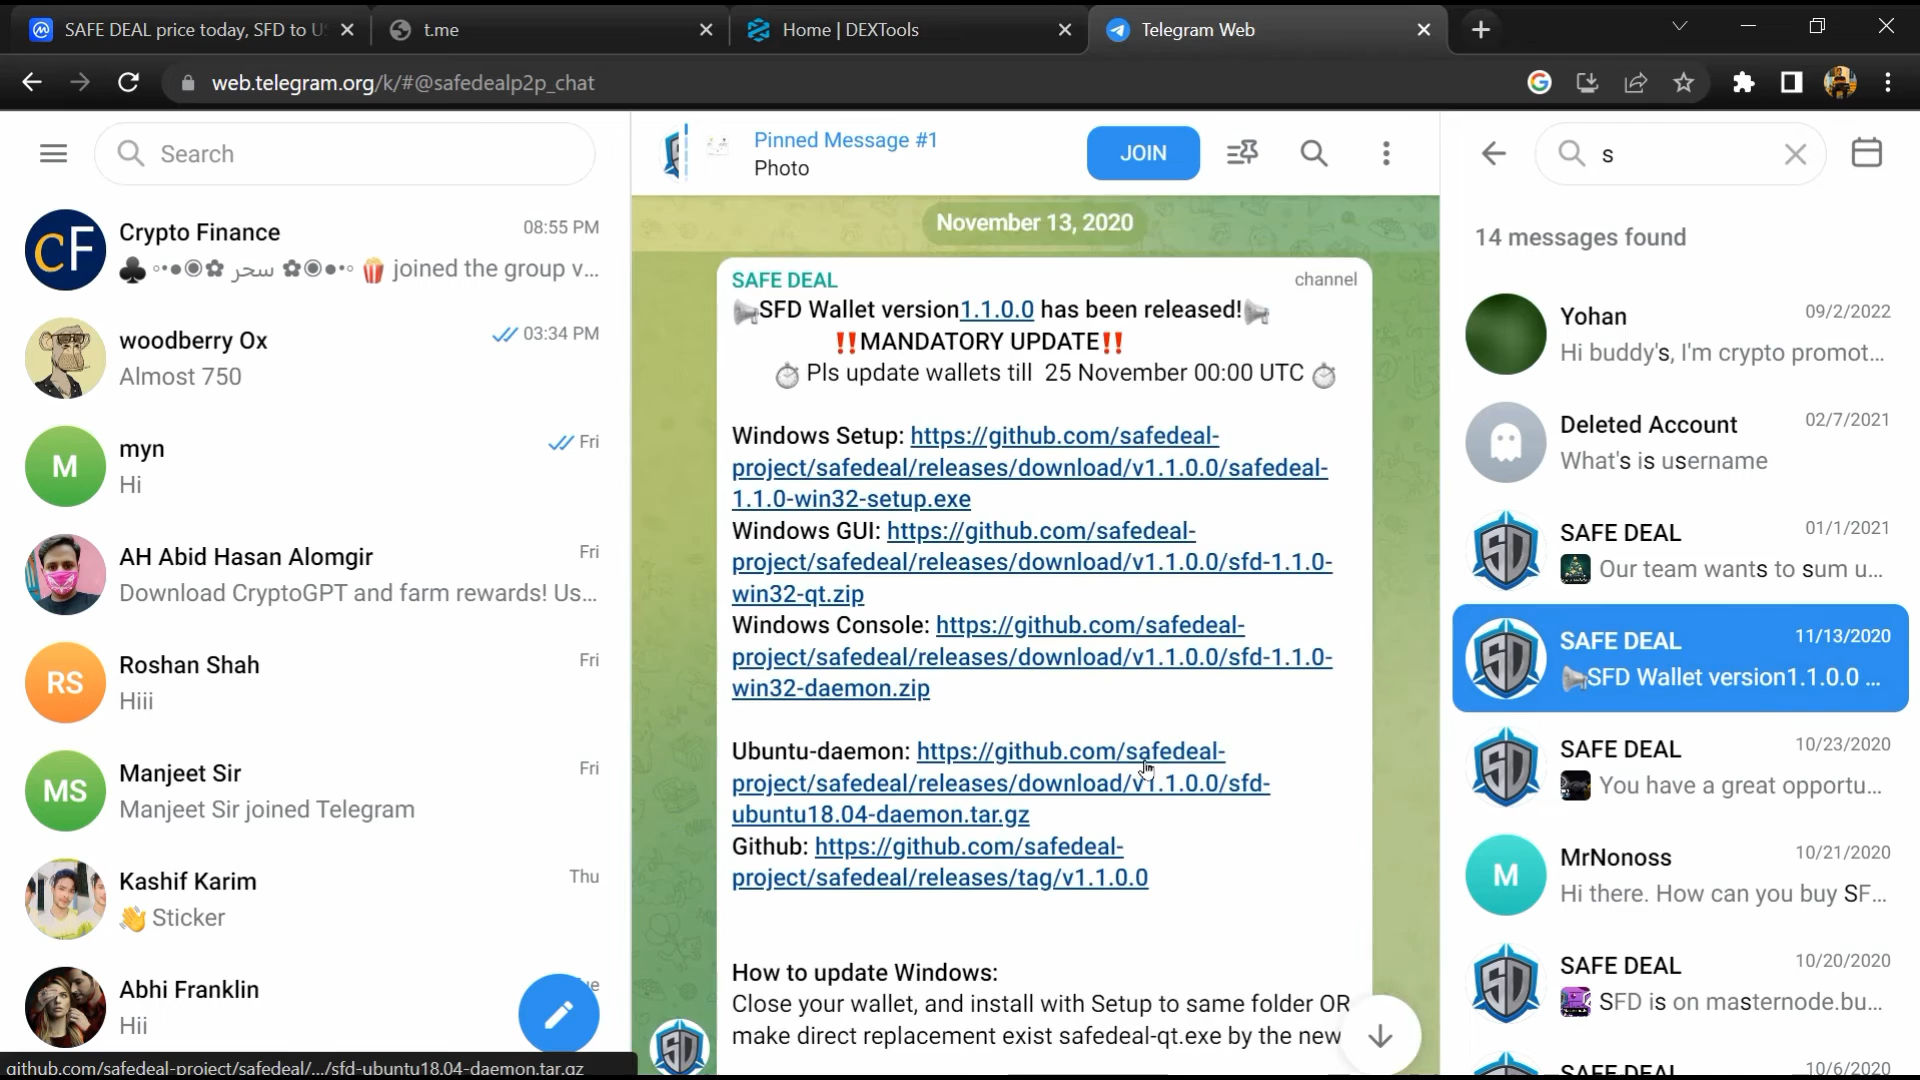 SAFE DEAL price today, SFD to U
t.me
Home | DEXTools
Telegram Web
web.telegram.org/k/#@safedealp2p_chat
Search
Crypto Finance
08:55 PM
♣ ◦•●◉✿ سحر ✿◉●•◦ 🍿 joined the group v...
woodberry Ox
03:34 PM
Almost 750
M
myn
Fri
Hi
AH Abid Hasan Alomgir
Fri
Download CryptoGPT and farm rewards! Us...
RS
Roshan Shah
Fri
Hiii
MS
Manjeet Sir
Fri
Manjeet Sir joined Telegram
Kashif Karim
Thu
👋 Sticker
Abhi Franklin
Hii
github.com/safedeal-project/safedeal/.../sfd-ubuntu18.04-daemon.tar.gz
Pinned Message #1
Photo
JOIN
November 13, 2020
SAFE DEAL
channel
📢SFD Wallet version1.1.0.0 has been released!📢
‼️MANDATORY UPDATE‼️
⏱ Pls update wallets till 25 November 00:00 UTC ⏱
Windows Setup: https://github.com/safedeal-
project/safedeal/releases/download/v1.1.0.0/safedeal-
1.1.0-win32-setup.exe
Windows GUI: https://github.com/safedeal-
project/safedeal/releases/download/v1.1.0.0/sfd-1.1.0-
win32-qt.zip
Windows Console: https://github.com/safedeal-
project/safedeal/releases/download/v1.1.0.0/sfd-1.1.0-
win32-daemon.zip
Ubuntu-daemon: https://github.com/safedeal-
project/safedeal/releases/download/v1.1.0.0/sfd-
ubuntu18.04-daemon.tar.gz
Github: https://github.com/safedeal-
project/safedeal/releases/tag/v1.1.0.0
How to update Windows:
Close your wallet, and install with Setup to same folder OR
make direct replacement exist safedeal-qt.exe by the new
s
14 messages found
Yohan
09/2/2022
Hi buddy's, I'm crypto promot...
Deleted Account
02/7/2021
What's is username
SAFE DEAL
01/1/2021
Our team wants to sum u...
SAFE DEAL
11/13/2020
📢SFD Wallet version1.1.0.0 ...
SAFE DEAL
10/23/2020
You have a great opportu...
M
MrNonoss
10/21/2020
Hi there. How can you buy SF...
SAFE DEAL
10/20/2020
SFD is on masternode.bu...
SAFE DEAL
10/6/2020